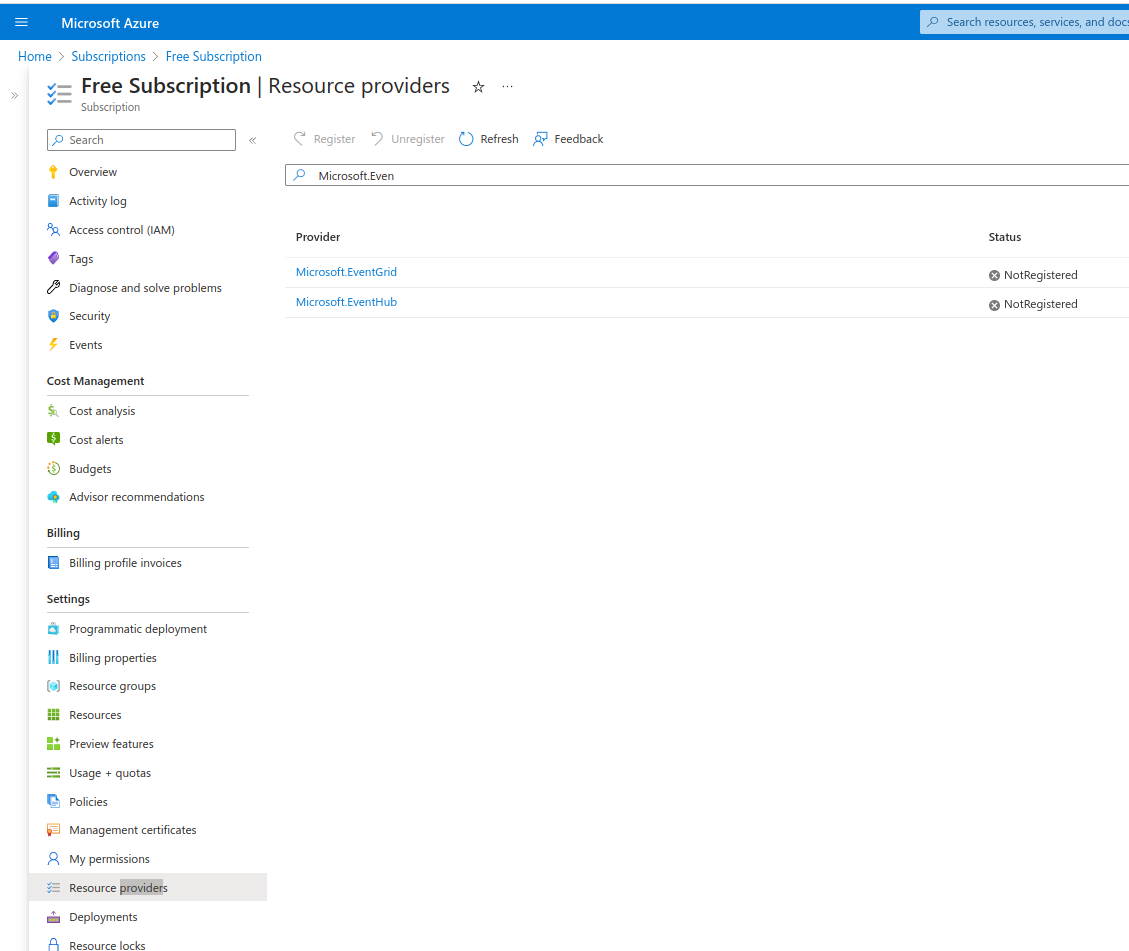 Microsoft Azure
Search resources, services, and docs
Home > Subscriptions > Free Subscription
»
Free Subscription | Resource providers ☆ ...
Subscription
Search «
Overview
Activity log
Access control (IAM)
Tags
Diagnose and solve problems
Security
Events
Cost Management
Cost analysis
Cost alerts
Budgets
Advisor recommendations
Billing
Billing profile invoices
Settings
Programmatic deployment
Billing properties
Resource groups
Resources
Preview features
Usage + quotas
Policies
Management certificates
My permissions
Resource providers
Deployments
Resource locks
Register Unregister Refresh Feedback
Microsoft.Even
Provider Status
Microsoft.EventGrid NotRegistered
Microsoft.EventHub NotRegistered